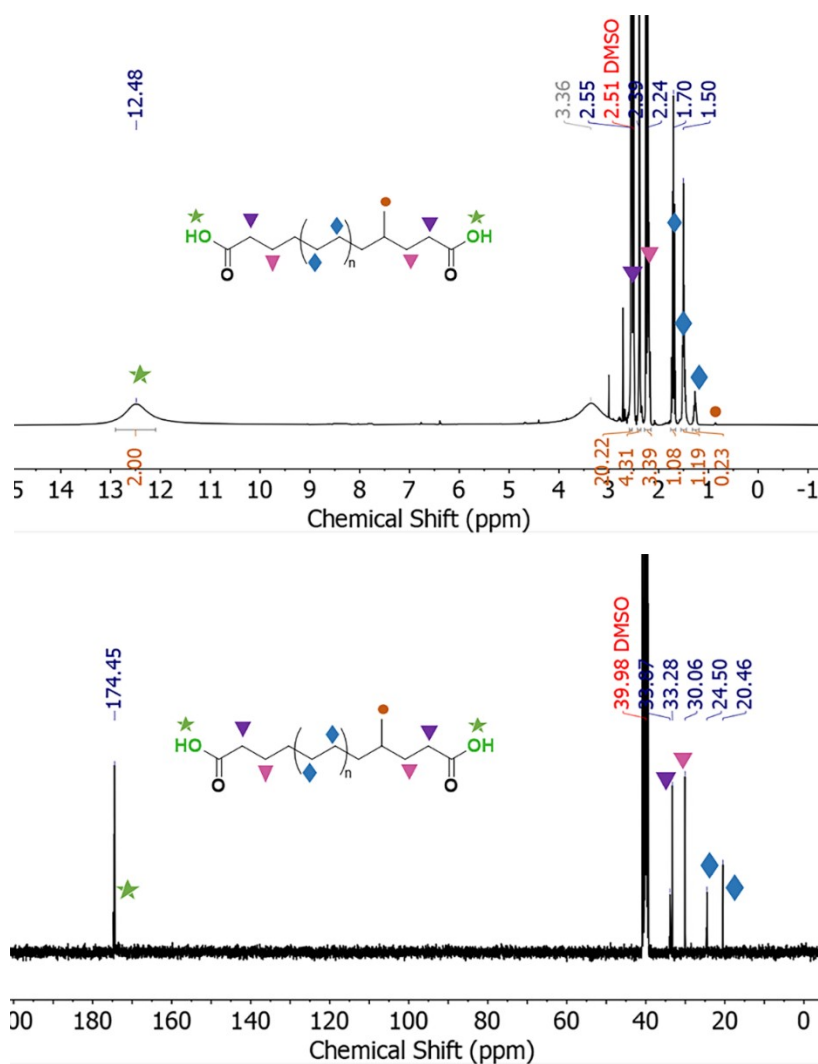 -12.48
3.36
2.55
2.51 DMSO
2.39
2.24
1.70
1.50
HO
O
n
OH
O
2.00
20.22
4.31
3.39
1.08
1.19
0.23
5 14 13 12 11 10 9 8 7 6 5 4 3 2 1 0 -1
Chemical Shift (ppm)
-174.45
39.98 DMSO
33.28
30.06
24.50
20.46
HO
O
n
OH
O
00 180 160 140 120 100 80 60 40 20 0
Chemical Shift (ppm)